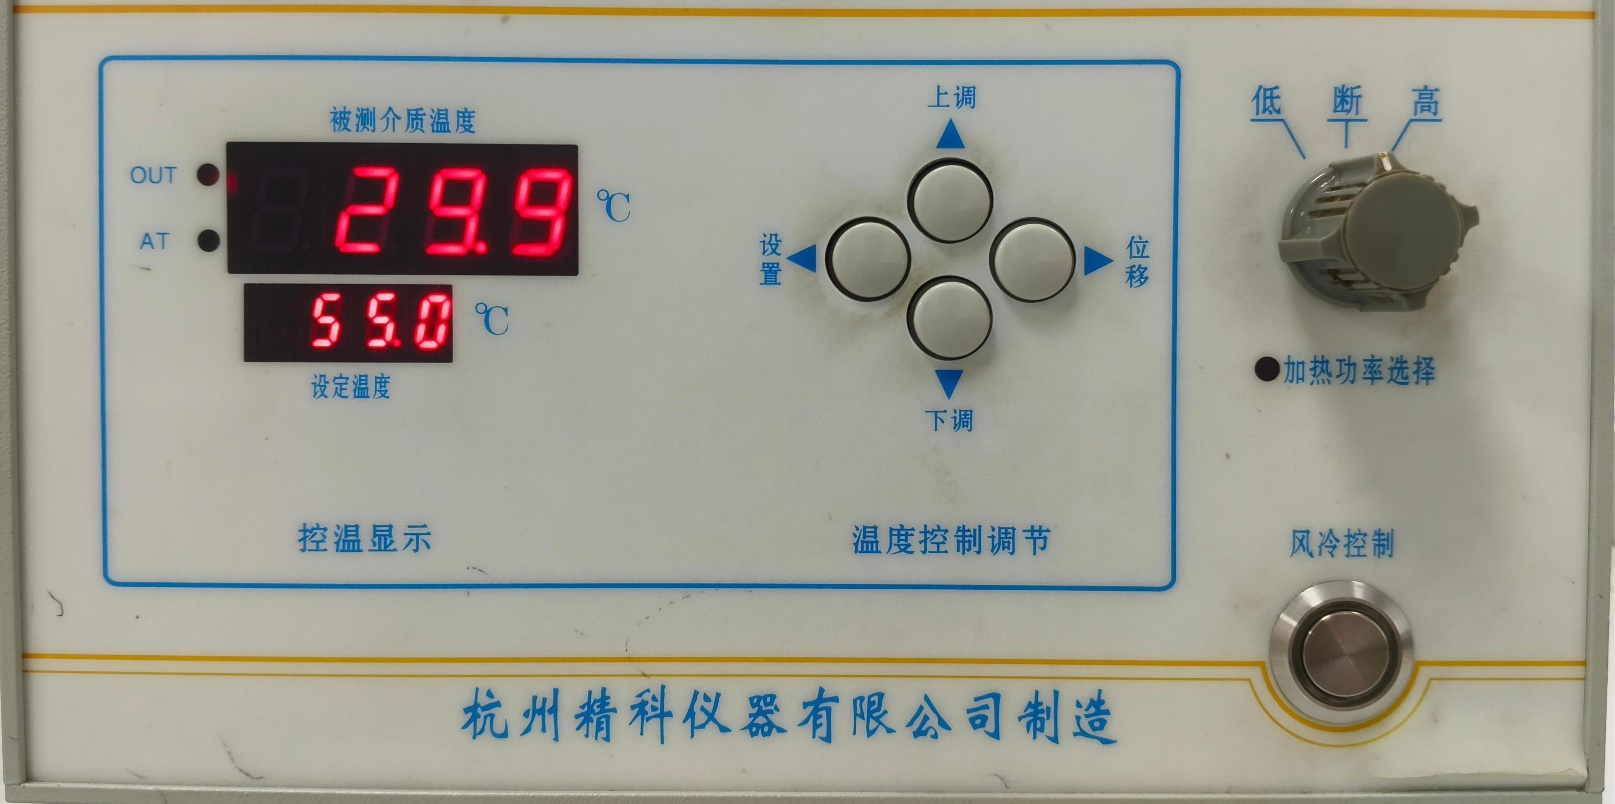 被测介质温度
OUT
29.9 ℃
AT
55.0 ℃
设定温度
控温显示
上调
设置
位移
下调
温度控制调节
低 断 高
加热功率选择
风冷控制
杭州精科仪器有限公司制造